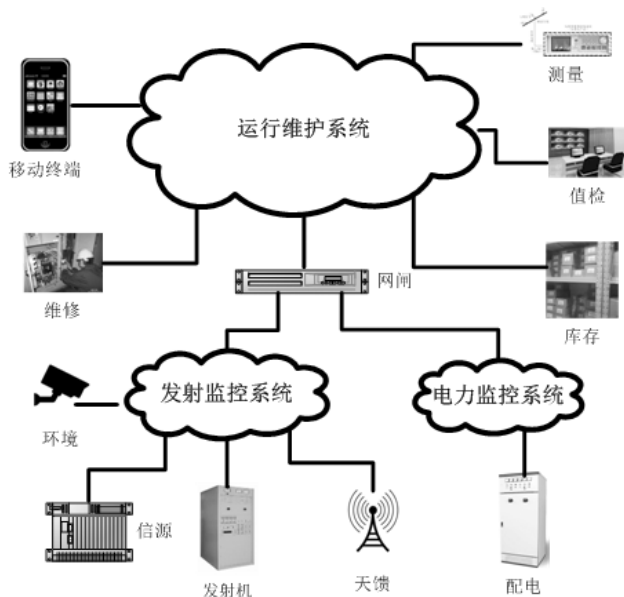 测量
运行维护系统
移动终端
值检
维修
网闸
库存
发射监控系统
电力监控系统
环境
信源
发射机
天馈
配电